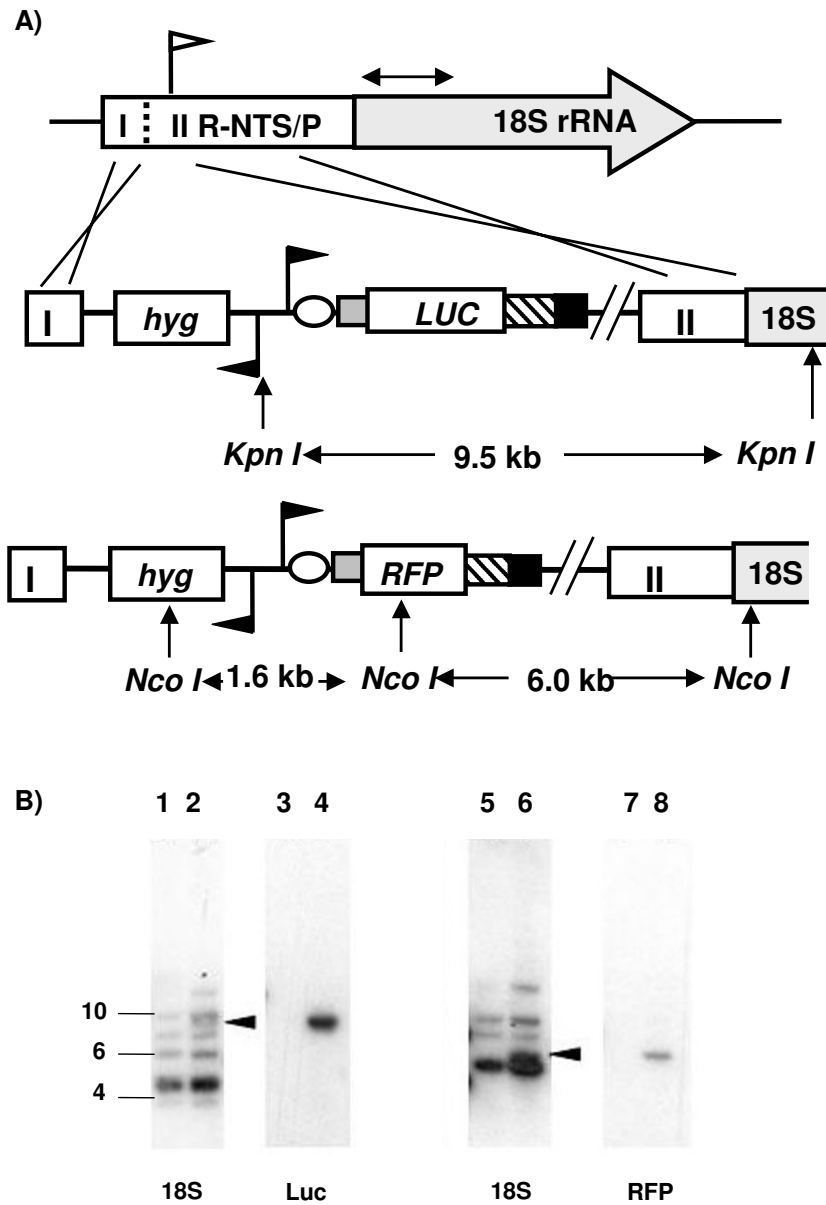 A)
I II R-NTS/P 18S rRNA
I hyg LUC II 18S
Kpn I 9.5 kb Kpn I
I hyg RFP II 18S
Nco I 1.6 kb Nco I 6.0 kb Nco I
B) 1 2 3 4 5 6 7 8
10
6
4
18S Luc 18S RFP